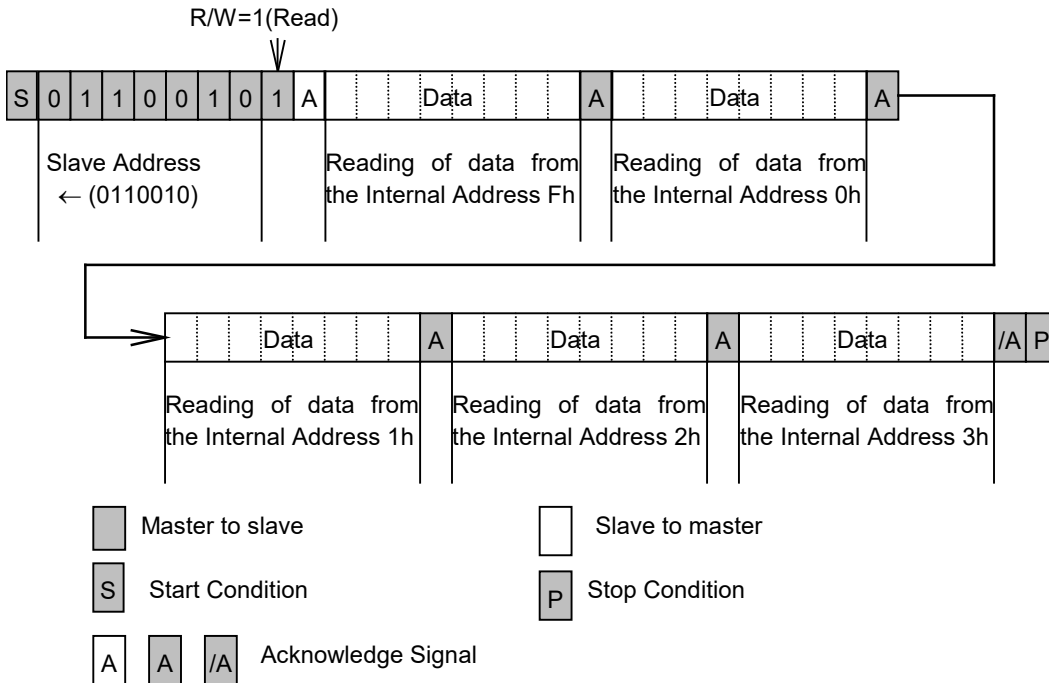 R/W=1(Read)
S 0 1 1 0 0 1 0 1 A Data A Data A
Slave Address
← (0110010)
Reading of data from
the Internal Address Fh
Reading of data from
the Internal Address 0h
Data A Data A Data /A P
Reading of data from
the Internal Address 1h
Reading of data from
the Internal Address 2h
Reading of data from
the Internal Address 3h
Master to slave
Slave to master
S Start Condition
P Stop Condition
A A /A Acknowledge Signal